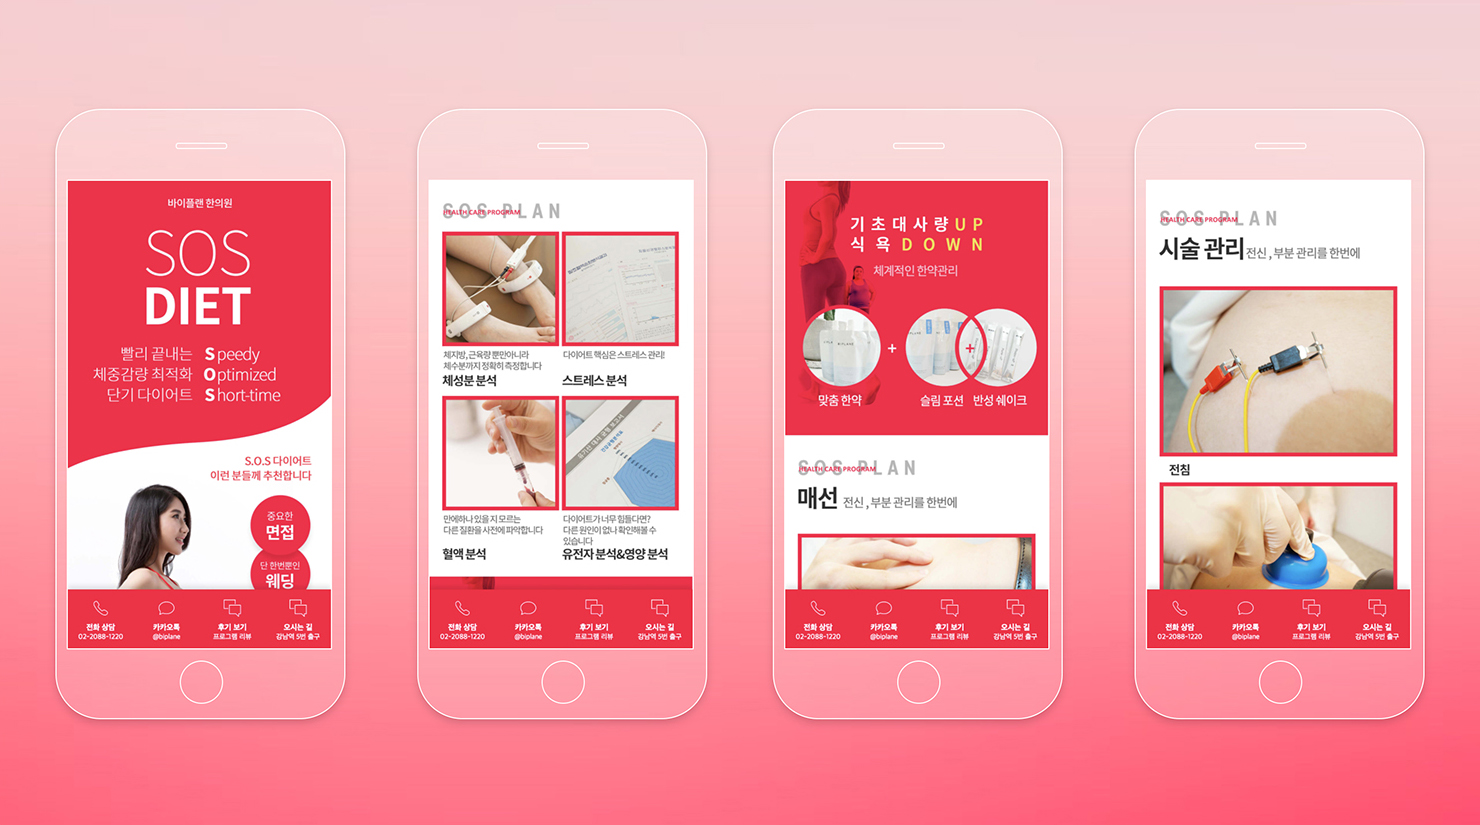 바이플랜 한의원
SOS
DIET
빨리 끝내는 Speedy
체중감량 최적화 Optimized
단기 다이어트 Short-time
S.O.S 다이어트
이런 분들께 추천합니다
중요한
면접
단 한번뿐인
웨딩
전화 상담
02-2088-1220
카카오톡
@biplane
후기 보기
프로그램 리뷰
오시는 길
강남역 5번 출구
SOS PLAN
HEALTH CARE PROGRAM
체지방, 근육량 뿐만아니라
체수분까지 정확히 측정합니다
체성분 분석
다이어트 핵심은 스트레스 관리!
스트레스 분석
만에하나 있을 지 모르는
다른 질환을 사전에 파악합니다
혈액 분석
다이어트가 너무 힘들다면?
다른 원인이 없나 확인해볼 수
있습니다
유전자 분석&영양 분석
전화 상담
02-2088-1220
카카오톡
@biplane
후기 보기
프로그램 리뷰
오시는 길
강남역 5번 출구
기초대사량 UP
식욕 DOWN
체계적인 한약관리
+
+
맞춤 한약
슬림 포션
반성 쉐이크
SOS PLAN
HEALTH CARE PROGRAM
매선 전신 , 부분 관리를 한번에
전화 상담
02-2088-1220
카카오톡
@biplane
후기 보기
프로그램 리뷰
오시는 길
강남역 5번 출구
SOS PLAN
HEALTH CARE PROGRAM
시술 관리 전신 , 부분 관리를 한번에
전침
전화 상담
02-2088-1220
카카오톡
@biplane
후기 보기
프로그램 리뷰
오시는 길
강남역 5번 출구